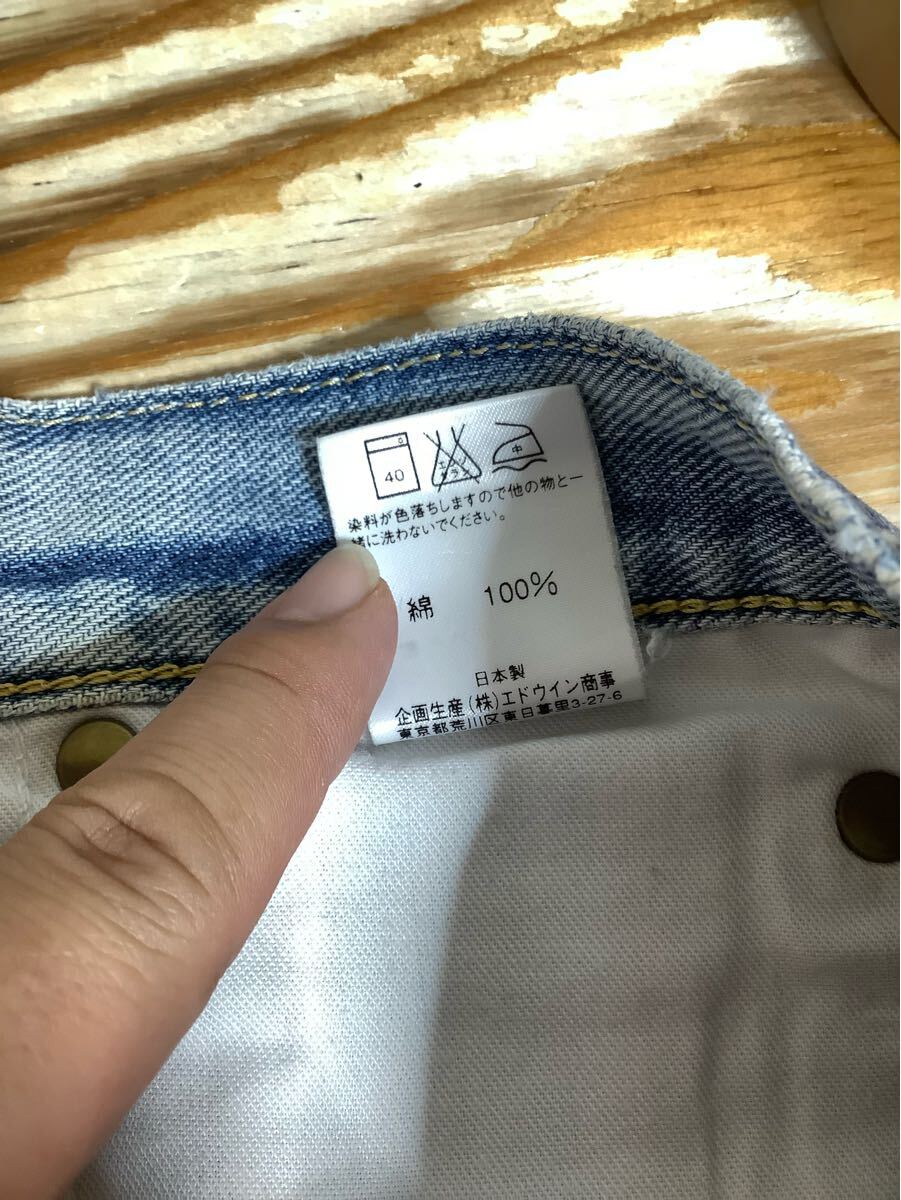 40
エンソ
サラシ
中
染料が色落ちしますので他の物と一
緒に洗わないでください。
綿 100%
日本製
企画生産(株)エドウイン商事
東京都荒川区東日暮里3-27-6